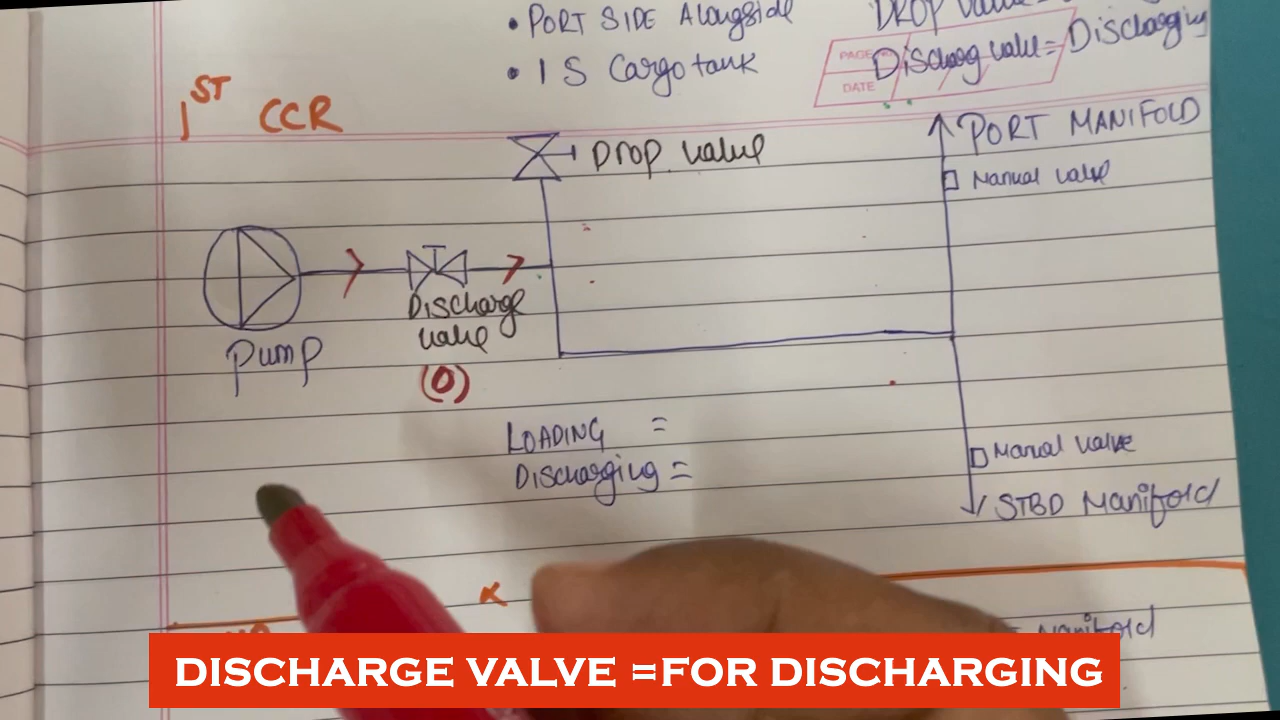 • PORT SIDE Alongside
DROP valve =
• 1 S Cargo tank
Discharg valve = Discharging
PAGE
DATE
1ST CCR
DROP valve
PORT MANIFOLD
Manual valve
Discharge
valve
(O)
Pump
LOADING =
Discharging =
Manual valve
STBD Manifold
Manifold
DISCHARGE VALVE =FOR DISCHARGING